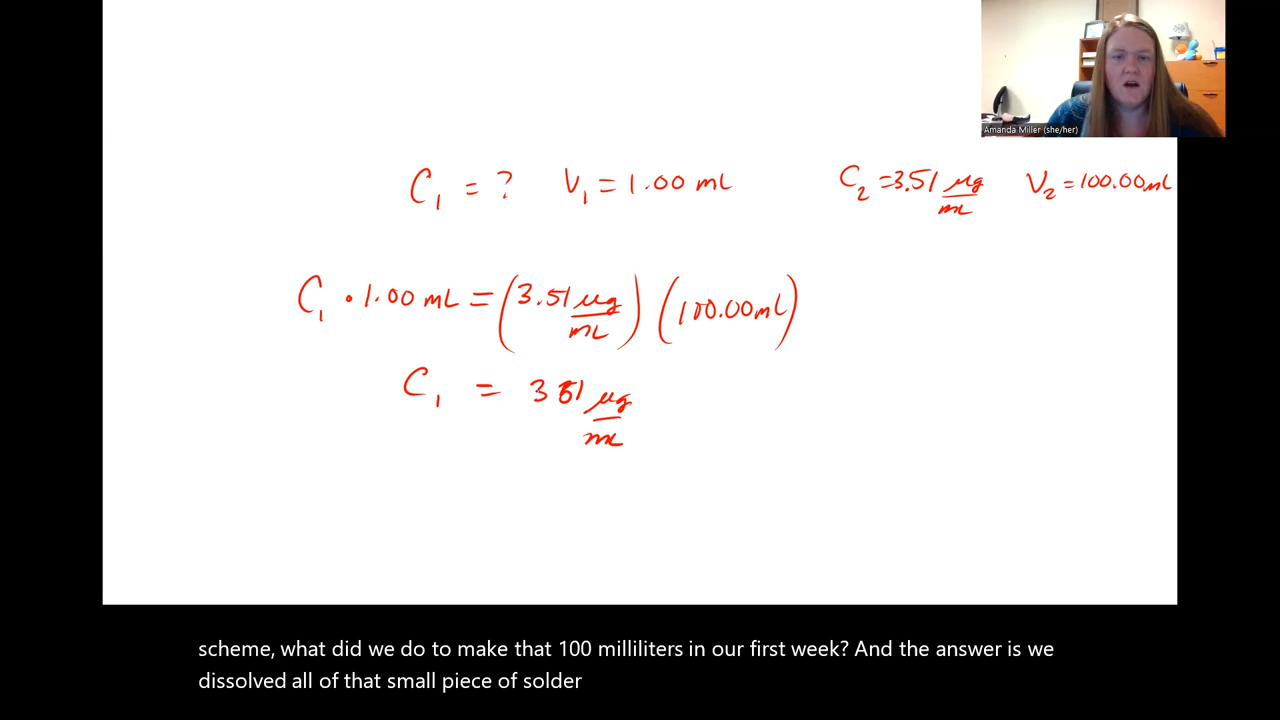 Amanda Miller (she/her)
C₁ = ? V₁ = 1.00 mL C₂ = 3.51 μg/mL V₂ = 100.00 mL
C₁ · 1.00 mL = (3.51 μg/mL) (100.00 mL)
C₁ = 351 μg/mL
scheme, what did we do to make that 100 milliliters in our first week? And the answer is we
dissolved all of that small piece of solder